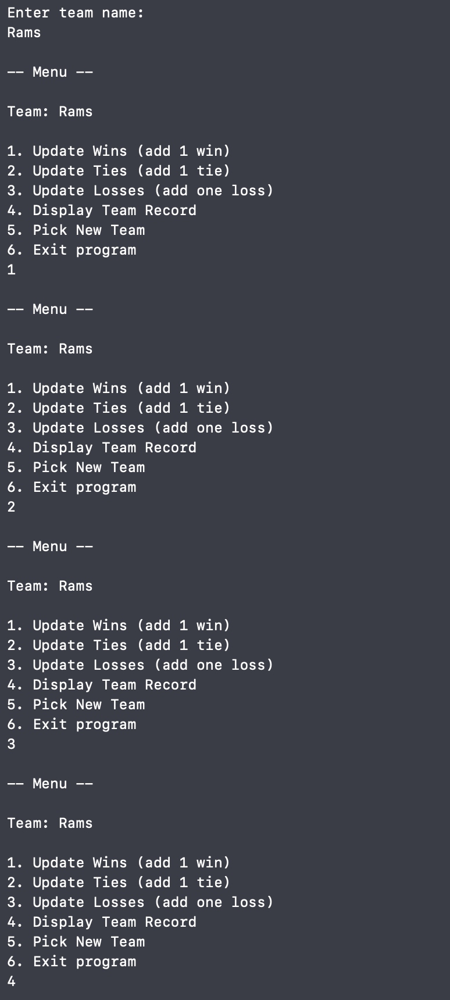 Enter team name:
Rams
-- Menu --
Team: Rams
1. Update Wins (add 1 win)
2. Update Ties (add 1 tie)
3. Update Losses (add one loss)
4. Display Team Record
5. Pick New Team
6. Exit program
1
-- Menu --
Team: Rams
1. Update Wins (add 1 win)
2. Update Ties (add 1 tie)
3. Update Losses (add one loss)
4. Display Team Record
5. Pick New Team
6. Exit program
2
-- Menu --
Team: Rams
1. Update Wins (add 1 win)
2. Update Ties (add 1 tie)
3. Update Losses (add one loss)
4. Display Team Record
5. Pick New Team
6. Exit program
3
-- Menu --
Team: Rams
1. Update Wins (add 1 win)
2. Update Ties (add 1 tie)
3. Update Losses (add one loss)
4. Display Team Record
5. Pick New Team
6. Exit program
4